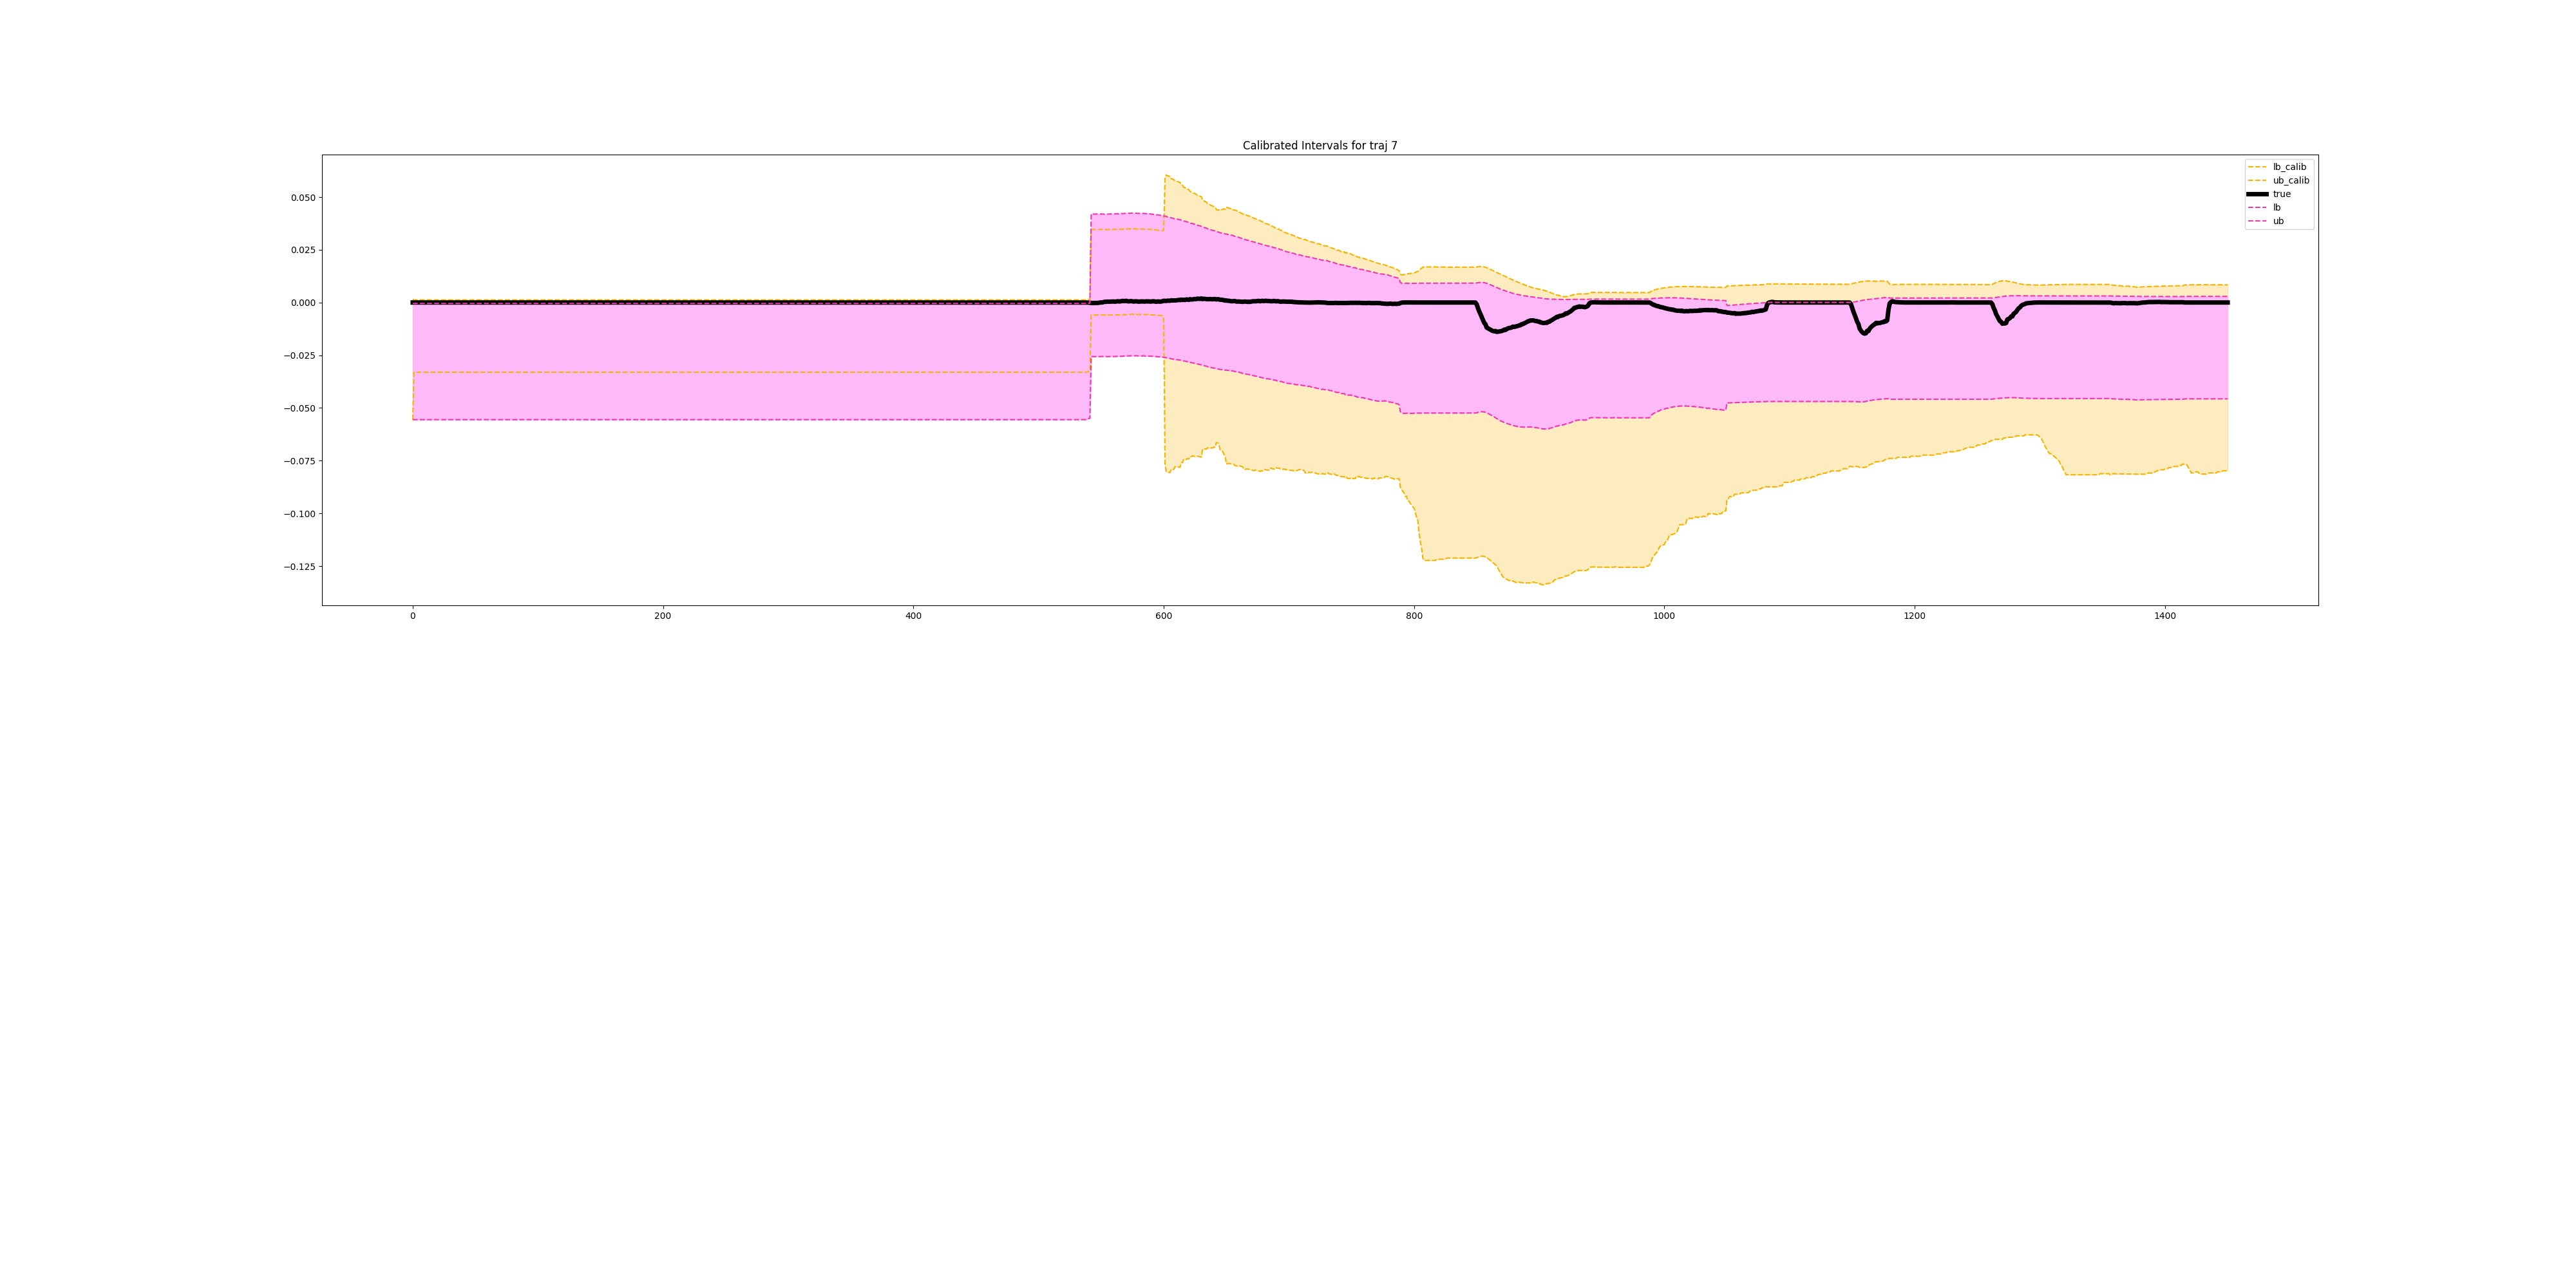 Calibrated Intervals for traj 7
lb_calib
ub_calib
true
lb
ub
0.050
0.025
0.000
−0.025
−0.050
−0.075
−0.100
−0.125
0 200 400 600 800 1000 1200 1400